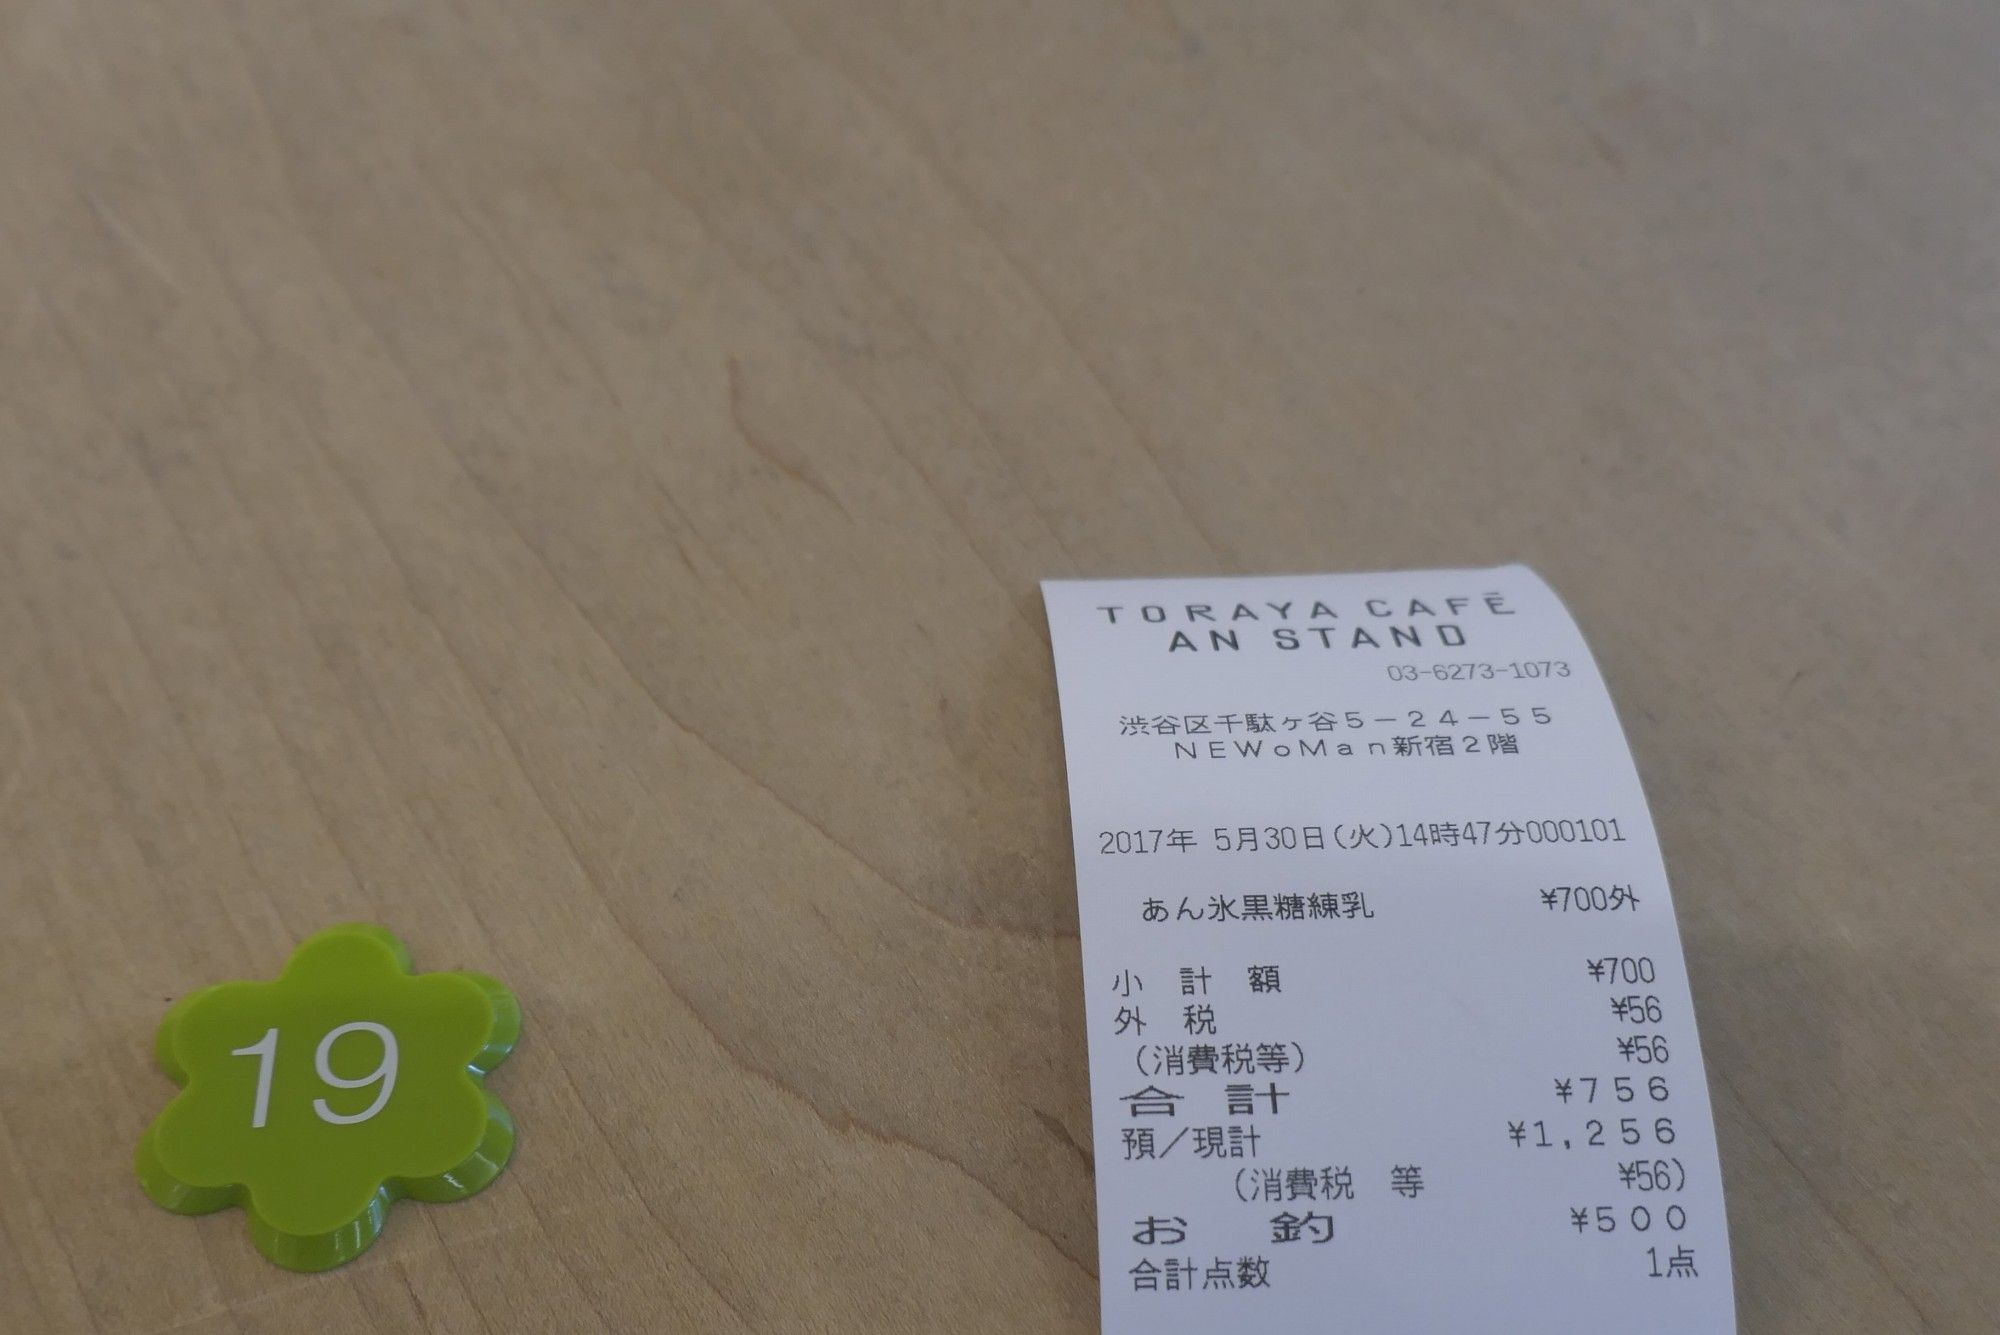 TORAYA CAFÉ
AN STAND
03-6273-1073
渋谷区千駄ヶ谷5-24-55
NEWoMan新宿2階
2017年 5月30日(火)14時47分000101
あん氷黒糖練乳 ¥700外
小 計 額 ¥700
外 税 ¥56
(消費税等) ¥56
合 計 ¥756
預/現計 ¥1,256
(消費税 等 ¥56)
お 釣 ¥500
合計点数 1点
19